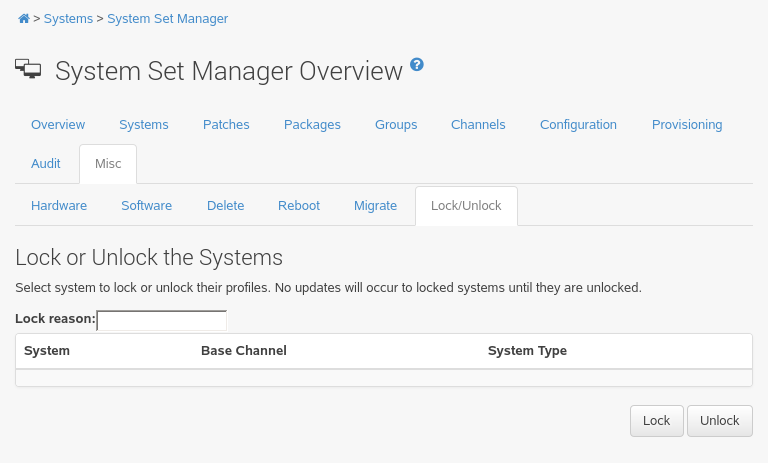 > Systems > System Set Manager
System Set Manager Overview ?
Overview Systems Patches Packages Groups Channels Configuration Provisioning
Audit Misc
Hardware Software Delete Reboot Migrate Lock/Unlock
Lock or Unlock the Systems
Select system to lock or unlock their profiles. No updates will occur to locked systems until they are unlocked.
Lock reason:
System Base Channel System Type
Lock Unlock